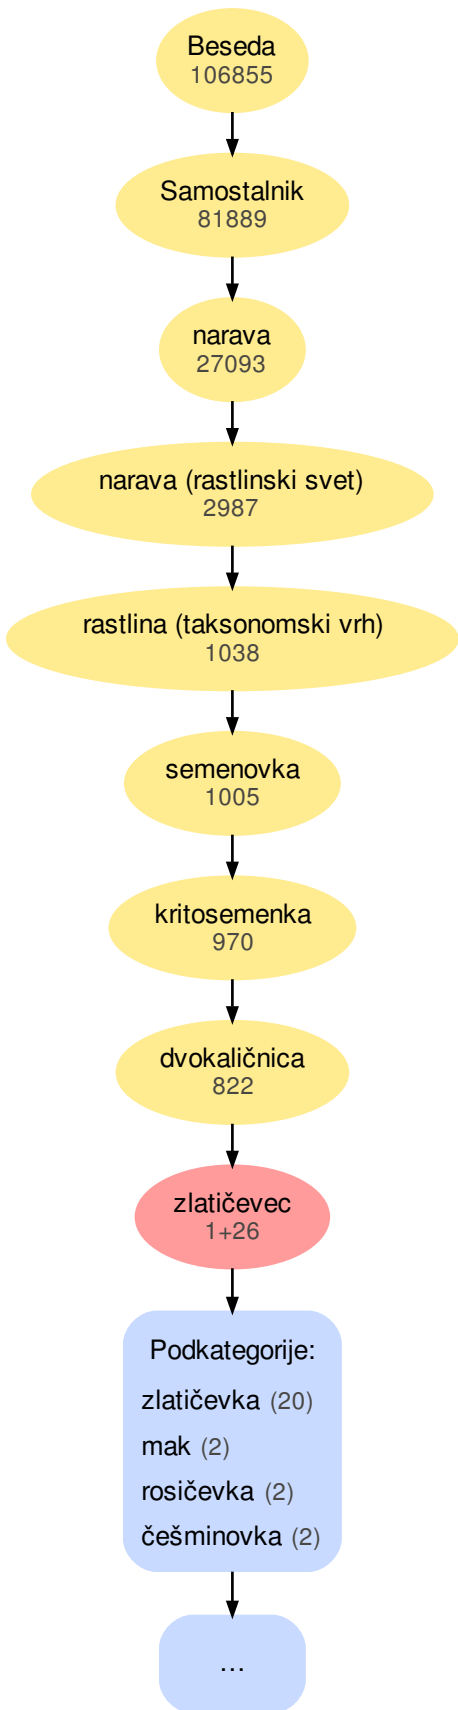 Beseda
106855
Samostalnik
81889
narava
27093
narava (rastlinski svet)
2987
rastlina (taksonomski vrh)
1038
semenovka
1005
kritosemenka
970
dvokaličnica
822
zlatičevec
1+26
Podkategorije:
zlatičevka (20)
mak (2)
rosičevka (2)
češminovka (2)
...